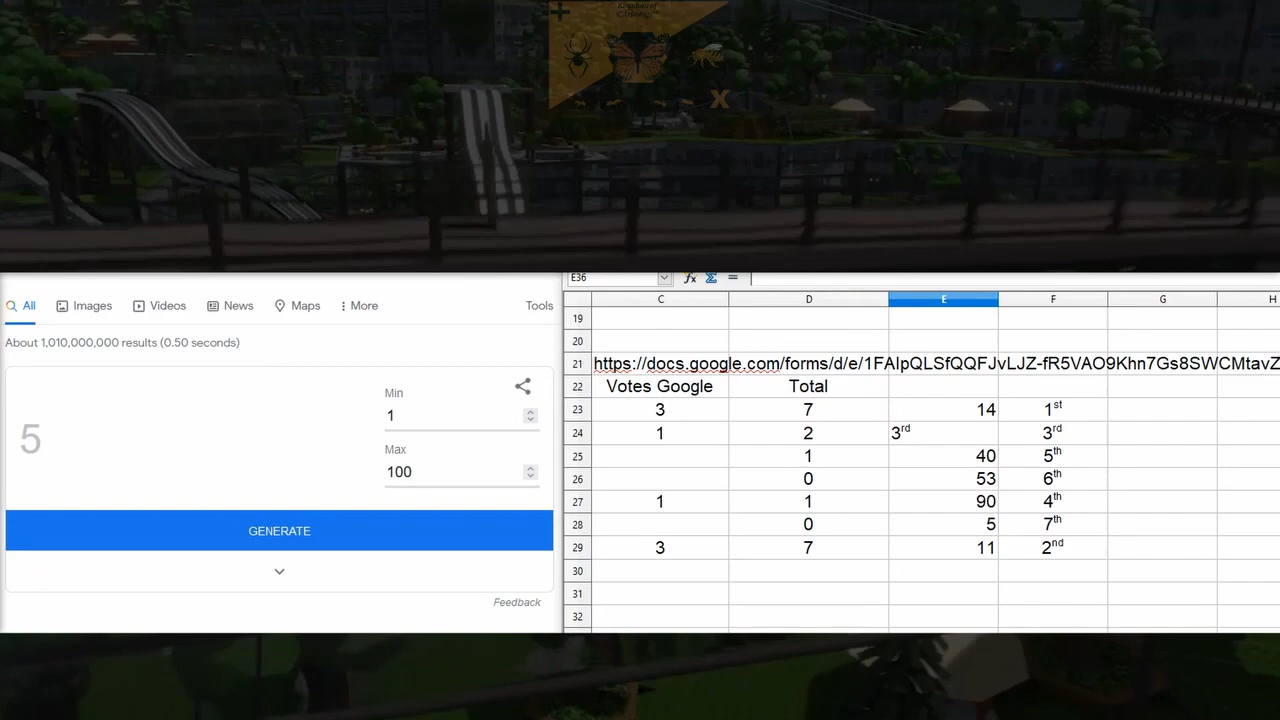 Kingdom of
X
All Images Videos News Maps More Tools
About 1,010,000,000 results (0.50 seconds)
5
Min
1
Max
100
GENERATE
Feedback
E36 fx Σ =
C D E F G H
19
20
21 https://docs.google.com/forms/d/e/1FAIpQLSfQQFJvLJZ-fR5VAO9Khn7Gs8SWCMtavZ
22 Votes Google Total
23 3 7 14 1st
24 1 2 3rd 3rd
25 1 40 5th
26 0 53 6th
27 1 1 90 4th
28 0 5 7th
29 3 7 11 2nd
30
31
32